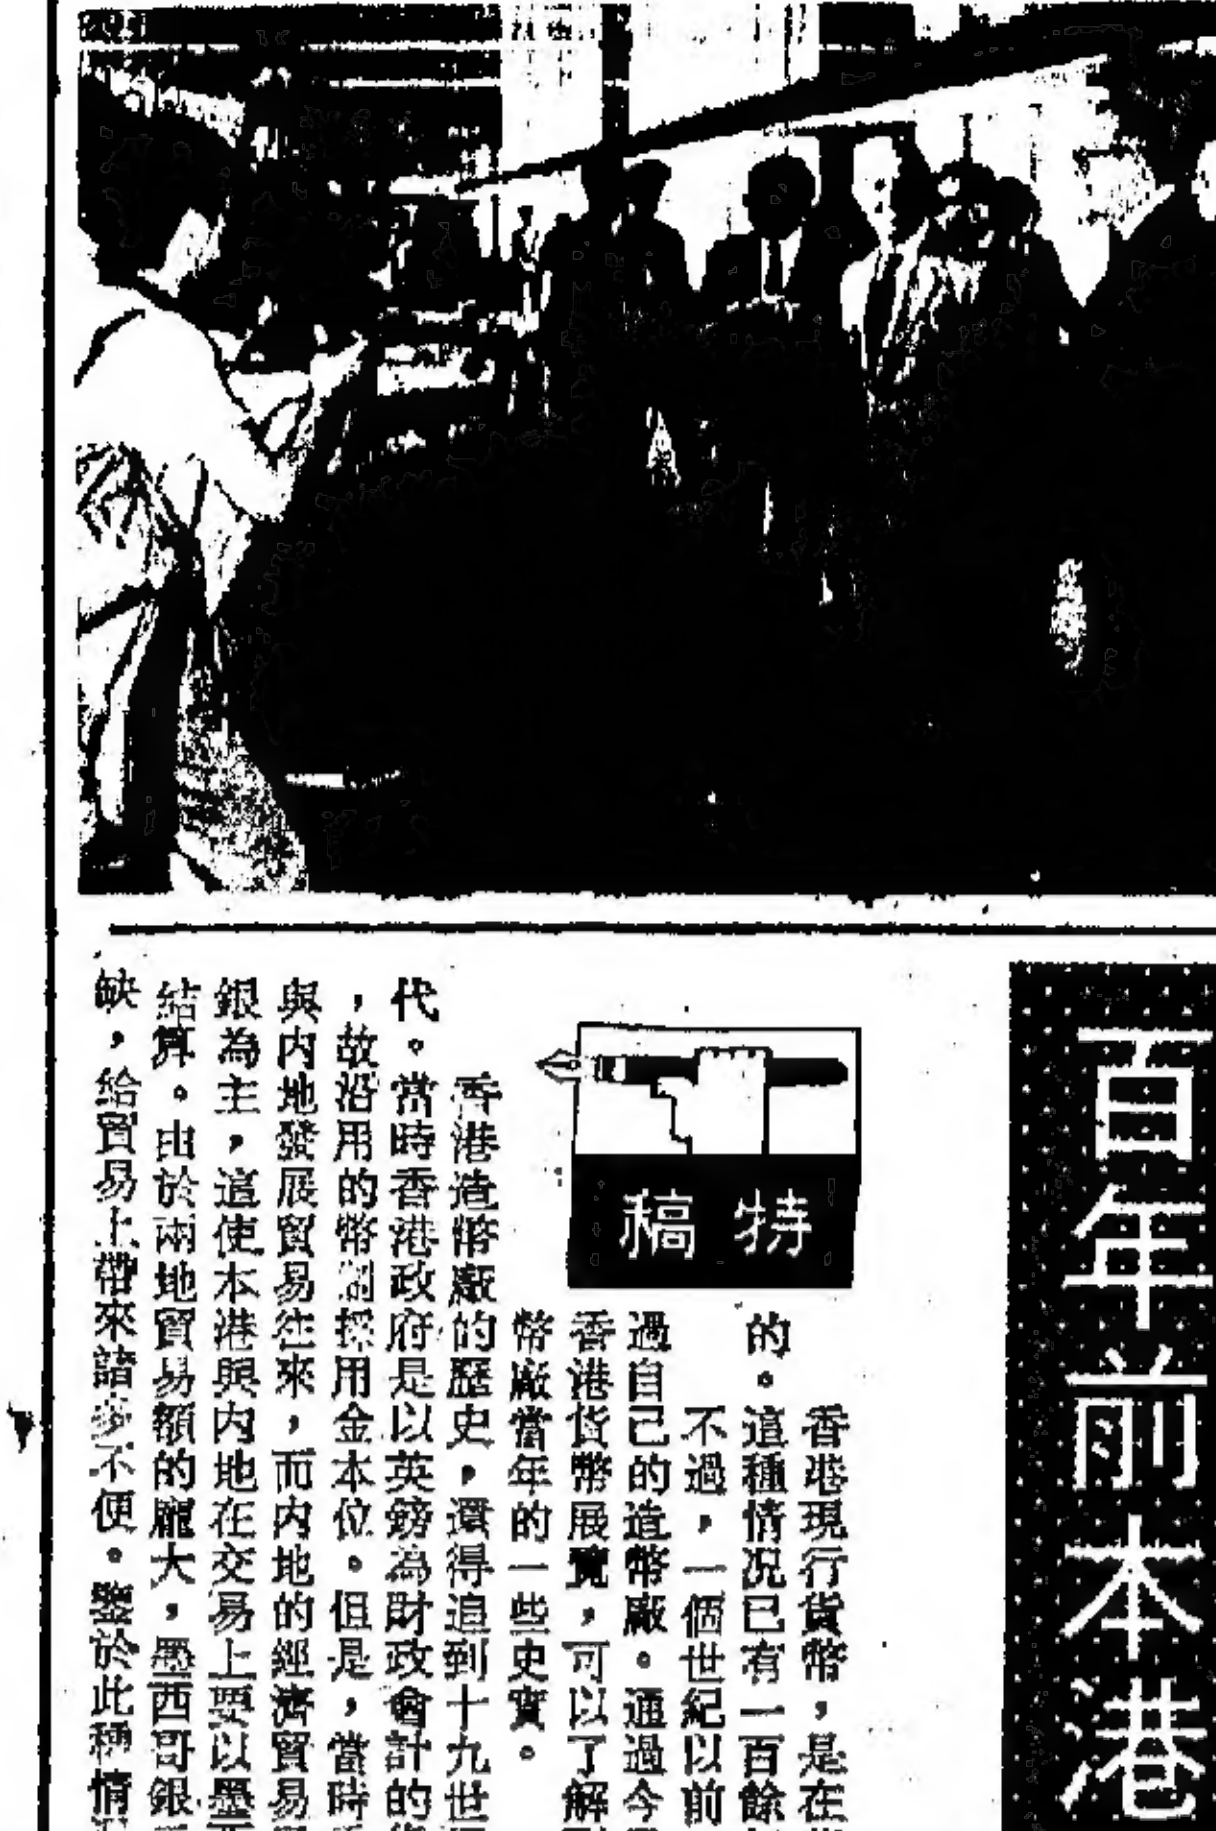 百年前本港
特稿
香港現行貨幣，是在
的。這種情況已有一百餘
不過，一個世紀以前
過自己的造幣廠。通過今
香港貨幣展覽，可以了解
幣廠當年的一些史實。
香港造幣廠的歷史，還得追到十九世
代。當時香港政府是以英鎊為財政會計的
，故沿用的幣制採用金本位。但是，當時
與內地發展貿易往來，而內地的經濟貿易
銀為主，這使本港與內地在交易上要以墨
結算。由於兩地貿易額的龐大，墨西哥銀
缺，給貿易上帶來諸多不便。鑒於此種情